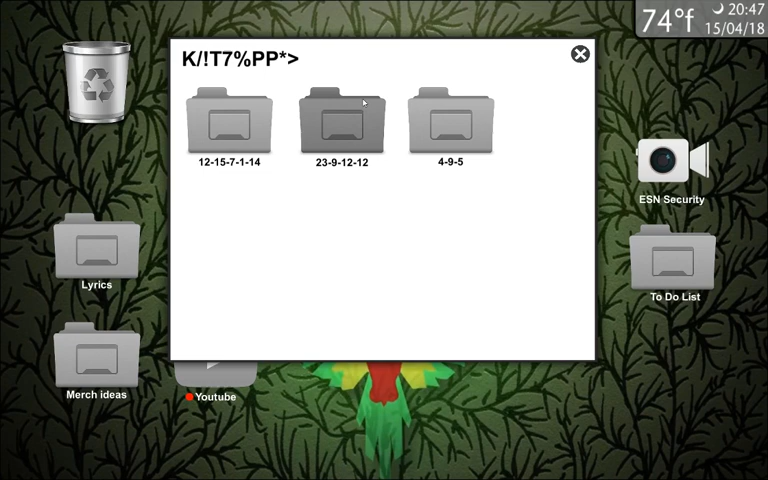 74°f
20:47
15/04/18
K/!T7%PP*>
12-15-7-1-14
23-9-12-12
4-9-5
ESN Security
Lyrics
To Do List
Merch ideas
Youtube